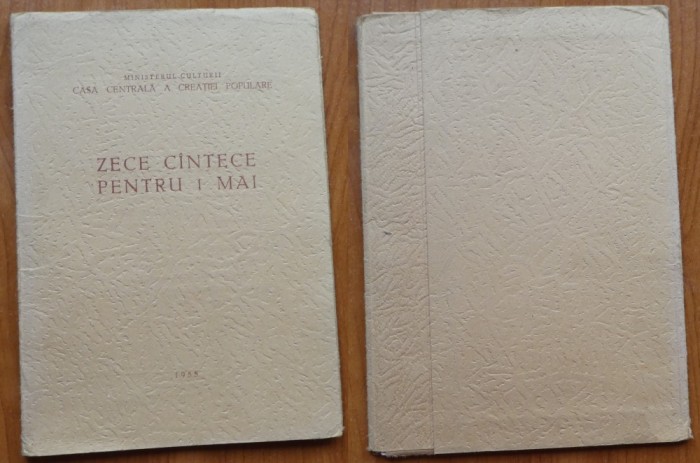 MINISTERUL CULTURII
CASA CENTRALĂ A CREAȚIEI POPULARE
ZECE CÎNTECE
PENTRU 1 MAI